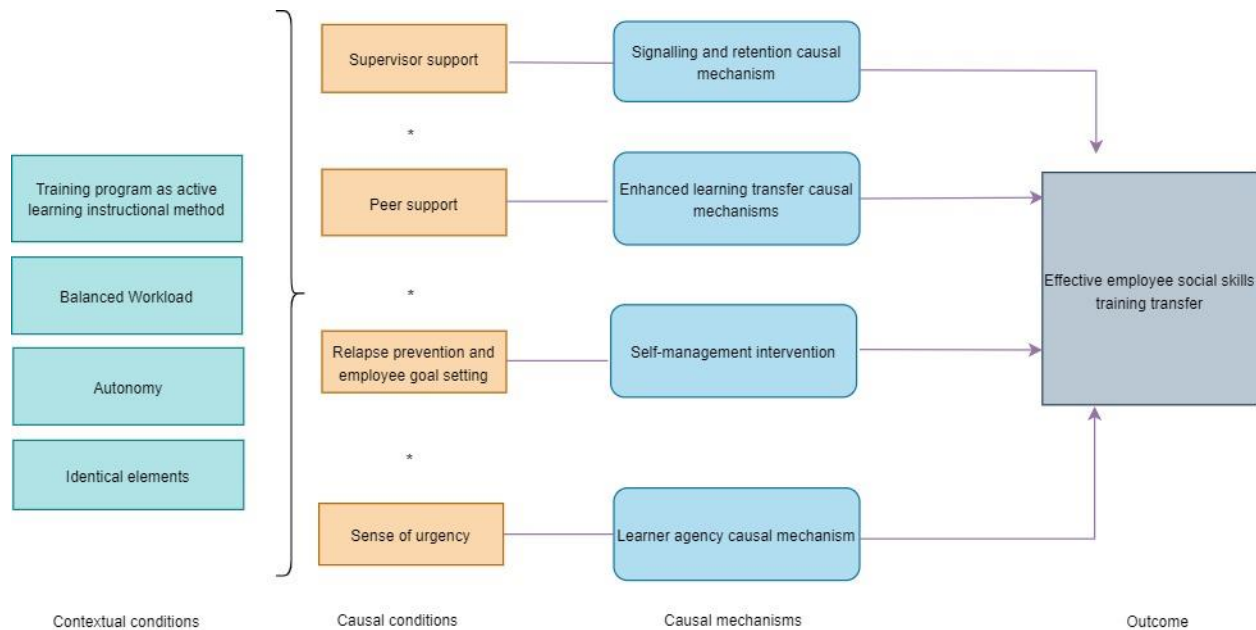 Supervisor support
Signalling and retention causal
mechanism
*
Training program as active
learning instructional method
Peer support
Enhanced learning transfer causal
mechanisms
Balanced Workload
*
Effective employee social skills
training transfer
Relapse prevention and
employee goal setting
Self-management intervention
Autonomy
*
Identical elements
Sense of urgency
Learner agency causal mechanism
Contextual conditions
Causal conditions
Causal mechanisms
Outcome